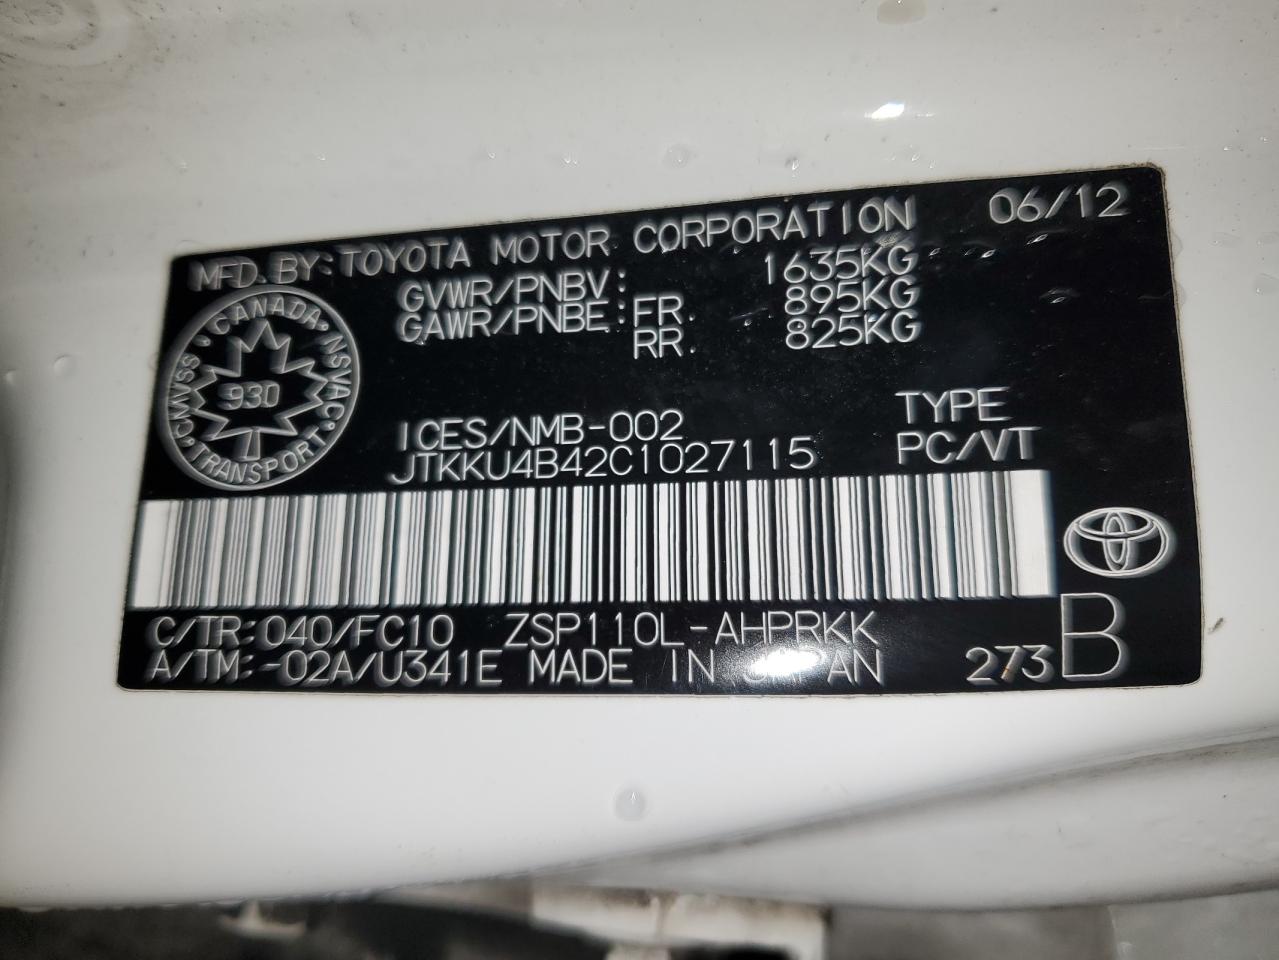 MFD. BY: TOYOTA MOTOR CORPORATION 06/12
GVWR/PNBV: 1635KG
GAWR/PNBE: FR. 895KG
RR. 825KG
CMVSS · CANADA · NSVAC
930
TRANSPORT
ICES/NMB-002 TYPE
JTKKU4B42C1027115 PC/VT
C/TR: 040/FC10 ZSP110L-AHPRKK
A/TM: -02A/U341E MADE IN JAPAN 273 B